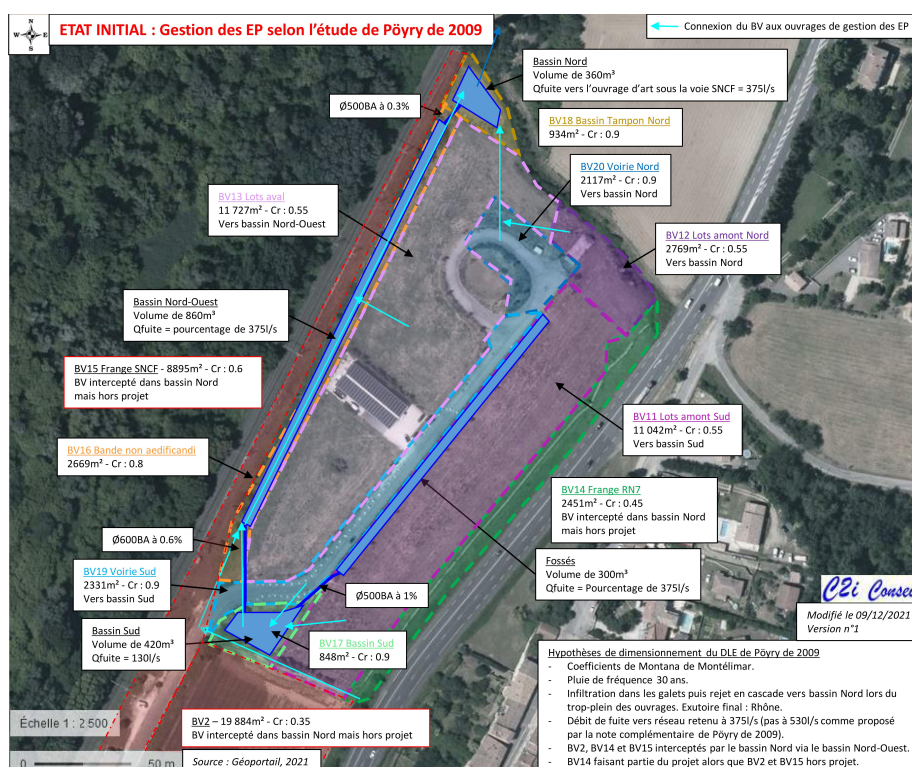 ETAT INITIAL : Gestion des EP selon l'étude de Pöyry de 2009
N
W E
S
Connexion du BV aux ouvrages de gestion des EP
Bassin Nord
Volume de 360m³
Qfuite vers l'ouvrage d'art sous la voie SNCF = 375l/s
Ø500BA à 0.3%
BV18 Bassin Tampon Nord
934m² - Cr : 0.9
BV20 Voirie Nord
2117m² - Cr : 0.9
Vers bassin Nord
BV13 Lots aval
11 727m² - Cr : 0.55
Vers bassin Nord-Ouest
BV12 Lots amont Nord
2769m² - Cr : 0.55
Vers bassin Nord
Bassin Nord-Ouest
Volume de 860m³
Qfuite = pourcentage de 375l/s
BV15 Frange SNCF - 8895m² - Cr : 0.6
BV intercepté dans bassin Nord
mais hors projet
BV11 Lots amont Sud
11 042m² - Cr : 0.55
Vers bassin Sud
BV16 Bande non aedificandi
2669m² - Cr : 0.8
BV14 Frange RN7
2451m² - Cr : 0.45
BV intercepté dans bassin Nord
mais hors projet
Ø600BA à 0.6%
Fossés
Volume de 300m³
Qfuite = Pourcentage de 375l/s
BV19 Voirie Sud
2331m² - Cr : 0.9
Vers bassin Sud
Ø500BA à 1%
C2i Consei
Modifié le 09/12/2021
Version n°1
Bassin Sud
Volume de 420m³
Qfuite = 130l/s
BV17 Bassin Sud
848m² - Cr : 0.9
Hypothèses de dimensionnement du DLE de Pöyry de 2009
- Coefficients de Montana de Montélimar.
- Pluie de fréquence 30 ans.
- Infiltration dans les galets puis rejet en cascade vers bassin Nord lors du
trop-plein des ouvrages. Exutoire final : Rhône.
- Débit de fuite vers réseau retenu à 375l/s (pas à 530l/s comme proposé
par la note complémentaire de Pöyry de 2009).
- BV2, BV14 et BV15 interceptés par le bassin Nord via le bassin Nord-Ouest.
- BV14 faisant partie du projet alors que BV2 et BV15 hors projet.
Échelle 1 : 2 500
BV2 – 19 884m² - Cr : 0.35
BV intercepté dans bassin Nord mais hors projet
0 50 m
Source : Géoportail, 2021